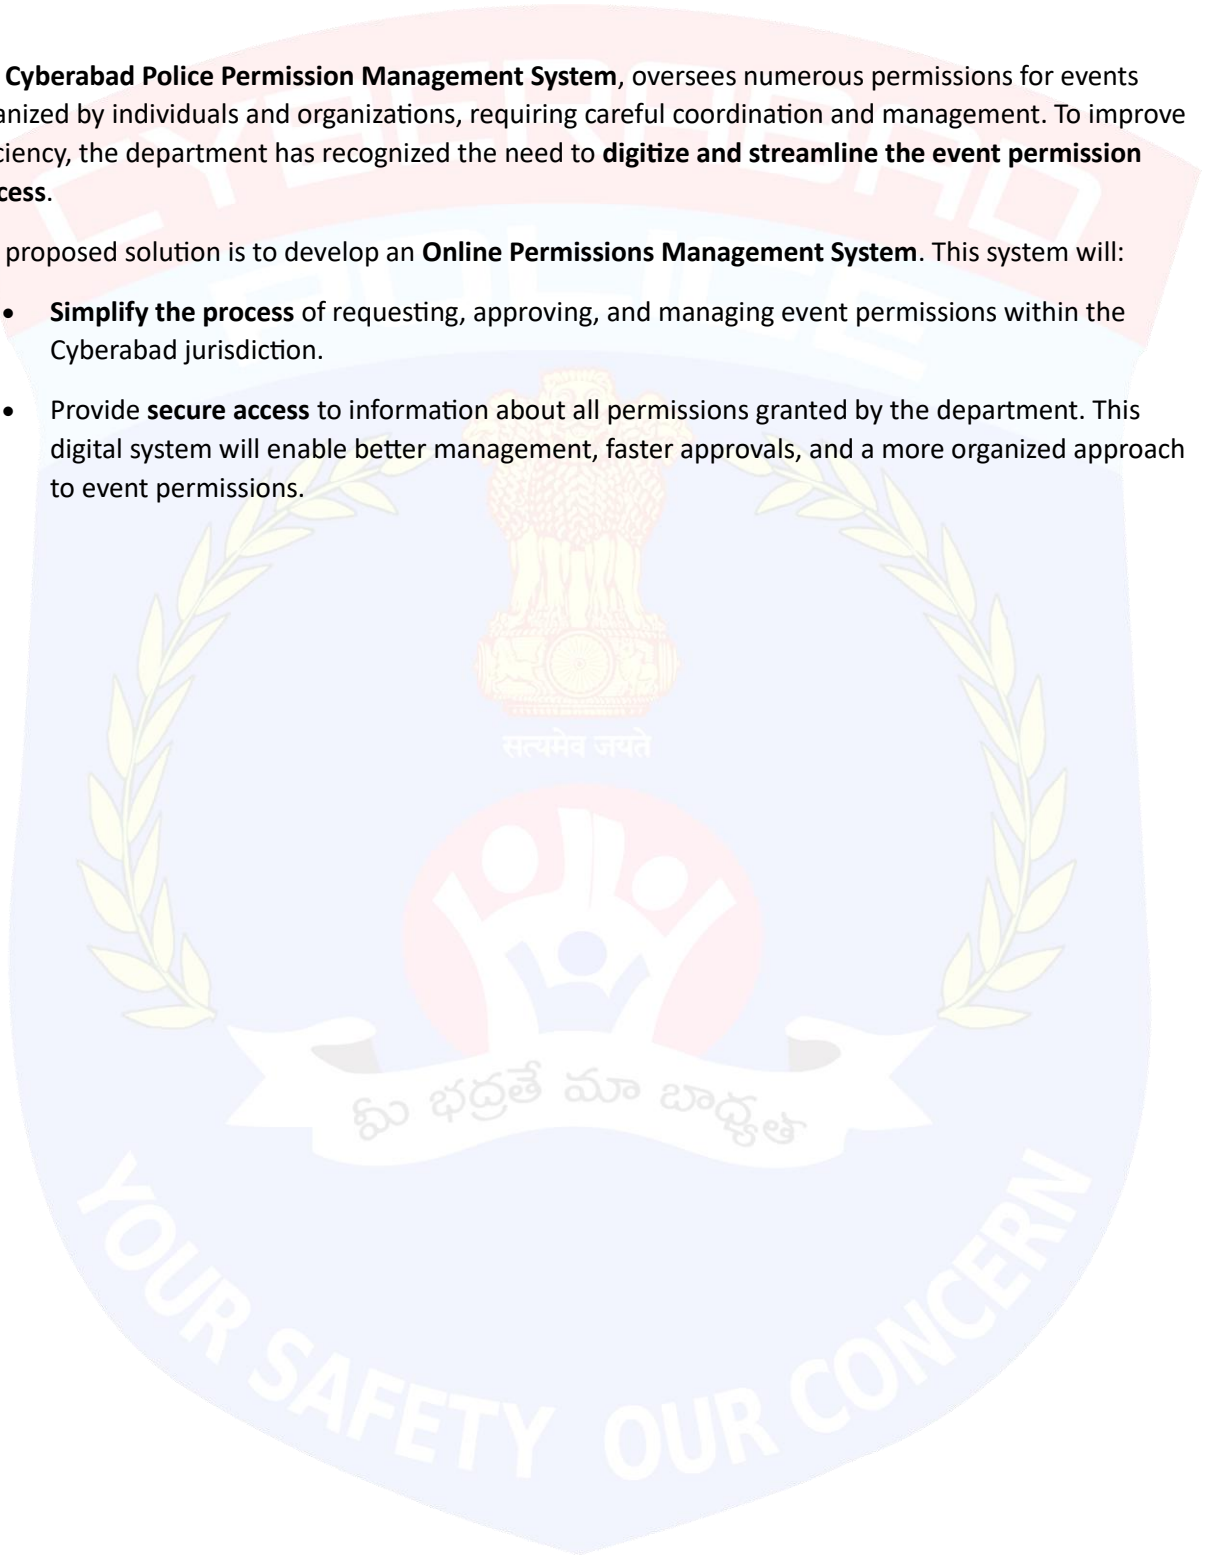 Cyberabad Police Permission Management System, oversees numerous permissions for events
anized by individuals and organizations, requiring careful coordination and management. To improve
ciency, the department has recognized the need to digitize and streamline the event permission
cess.
proposed solution is to develop an Online Permissions Management System. This system will:
• Simplify the process of requesting, approving, and managing event permissions within the
Cyberabad jurisdiction.
• Provide secure access to information about all permissions granted by the department. This
digital system will enable better management, faster approvals, and a more organized approach
to event permissions.
CYBERABAD
POLICE
सत्यमेव जयते
మీ భద్రతే మా బాధ్యత
YOUR SAFETY OUR CONCERN